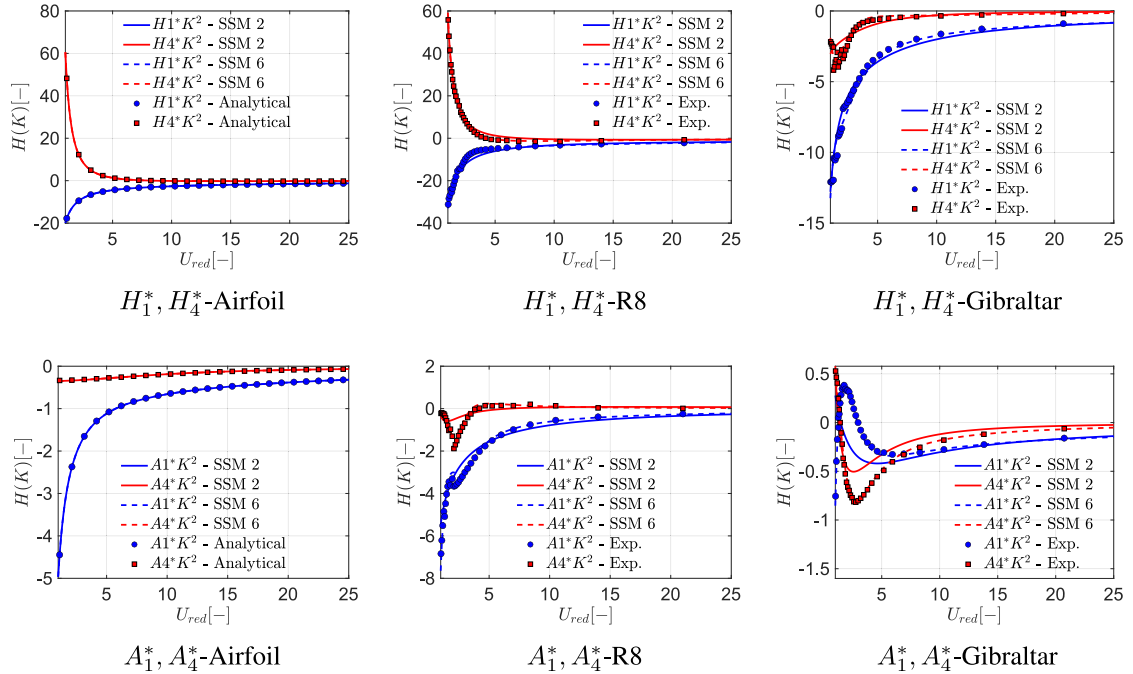 60
40
20
0
-20
H(K)[-]
H1*K² - SSM 2
H4*K² - SSM 2
H1*K² - SSM 6
H4*K² - SSM 6
H1*K² - Analytical
H4*K² - Analytical
5 10 15 20 25
U_red[-]
H₁*, H₄*-Airfoil
60
40
20
0
-20
-40
H(K)[-]
H1*K² - SSM 2
H4*K² - SSM 2
H1*K² - SSM 6
H4*K² - SSM 6
H1*K² - Exp.
H4*K² - Exp.
5 10 15 20 25
U_red[-]
H₁*, H₄*-R8
0
-5
-10
-15
H(K)[-]
H1*K² - SSM 2
H4*K² - SSM 2
H1*K² - SSM 6
H4*K² - SSM 6
H1*K² - Exp.
H4*K² - Exp.
5 10 15 20 25
U_red[-]
H₁*, H₄*-Gibraltar
0
-1
-2
-3
-4
-5
H(K)[-]
A1*K² - SSM 2
A4*K² - SSM 2
A1*K² - SSM 6
A4*K² - SSM 6
A1*K² - Analytical
A4*K² - Analytical
5 10 15 20 25
U_red[-]
A₁*, A₄*-Airfoil
2
0
-2
-4
-6
-8
H(K)[-]
A1*K² - SSM 2
A4*K² - SSM 2
A1*K² - SSM 6
A4*K² - SSM 6
A1*K² - Exp.
A4*K² - Exp.
5 10 15 20 25
U_red[-]
A₁*, A₄*-R8
0.5
0
-0.5
-1
-1.5
H(K)[-]
A1*K² - SSM 2
A4*K² - SSM 2
A1*K² - SSM 6
A4*K² - SSM 6
A1*K² - Exp.
A4*K² - Exp.
5 10 15 20 25
U_red[-]
A₁*, A₄*-Gibraltar